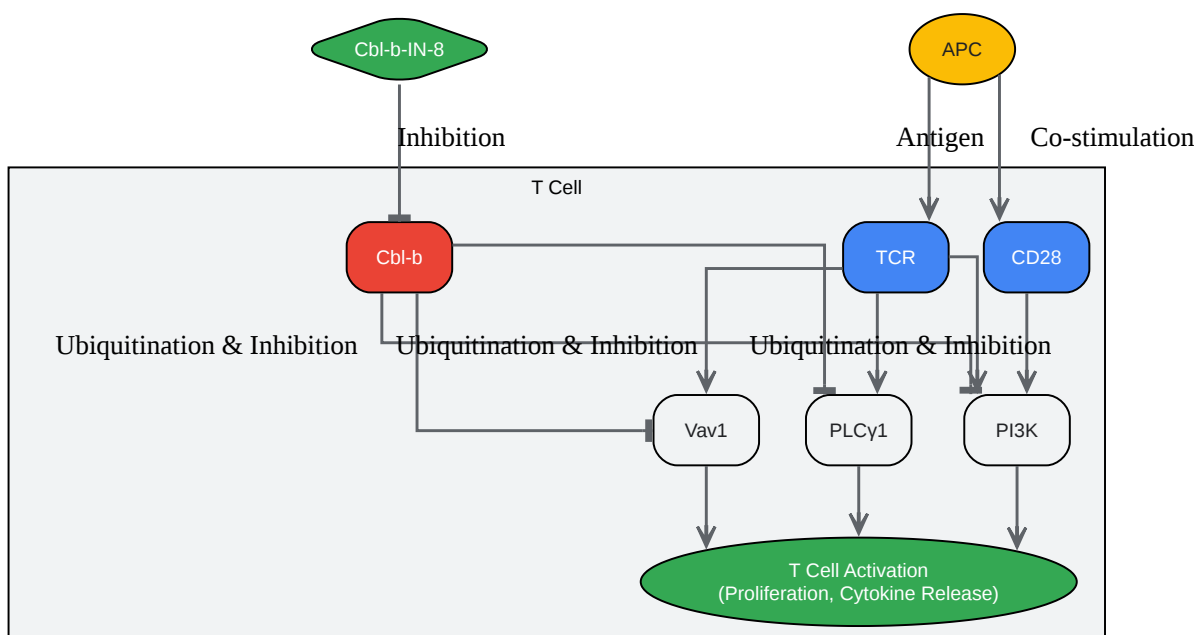 Cbl-b-IN-8
APC
Inhibition
Antigen
Co-stimulation
T Cell
Cbl-b
TCR
CD28
Ubiquitination & Inhibition
Ubiquitination & Inhibition
Ubiquitination & Inhibition
Vav1
PLCγ1
PI3K
T Cell Activation
(Proliferation, Cytokine Release)